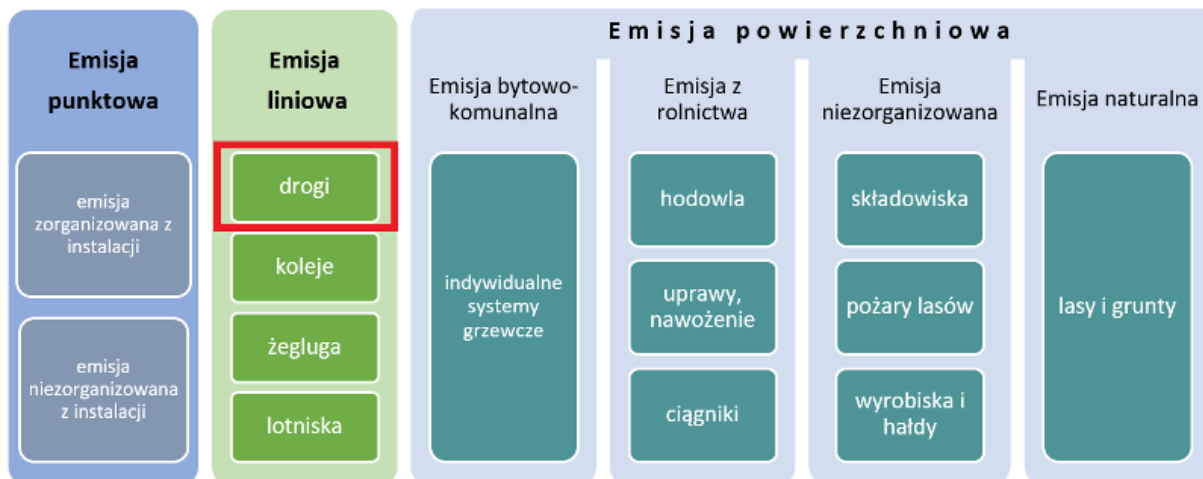 Emisja
punktowa
emisja
zorganizowana z
instalacji
emisja
niezorganizowana
z instalacji
Emisja
liniowa
drogi
koleje
żegluga
lotniska
Emisja powierzchniowa
Emisja bytowo-
komunalna
indywidualne
systemy
grzewcze
Emisja z
rolnictwa
hodowla
uprawy,
nawożenie
ciągniki
Emisja
niezorganizowana
składowiska
pożary lasów
wyrobiska i
hałdy
Emisja naturalna
lasy i grunty